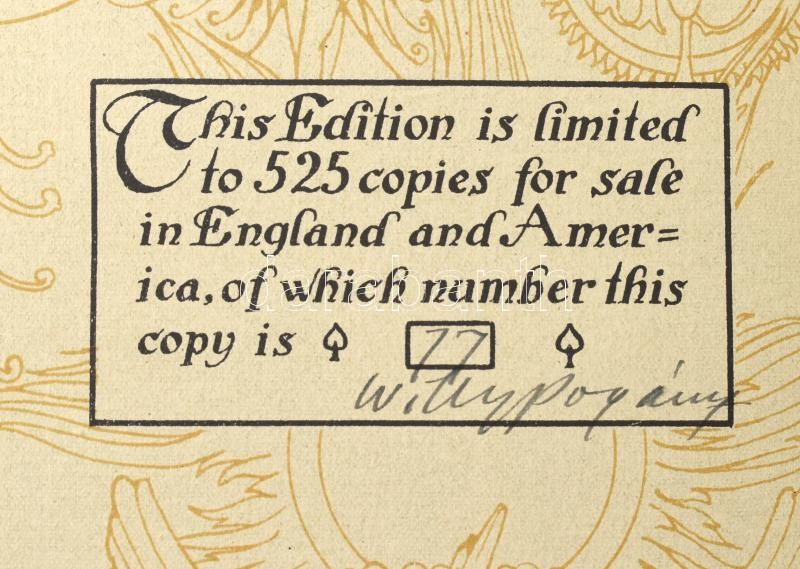 This Edition is limited
to 525 copies for sale
in England and Amer=
ica, of which number this
copy is 77
Willy Pogány
darabanth